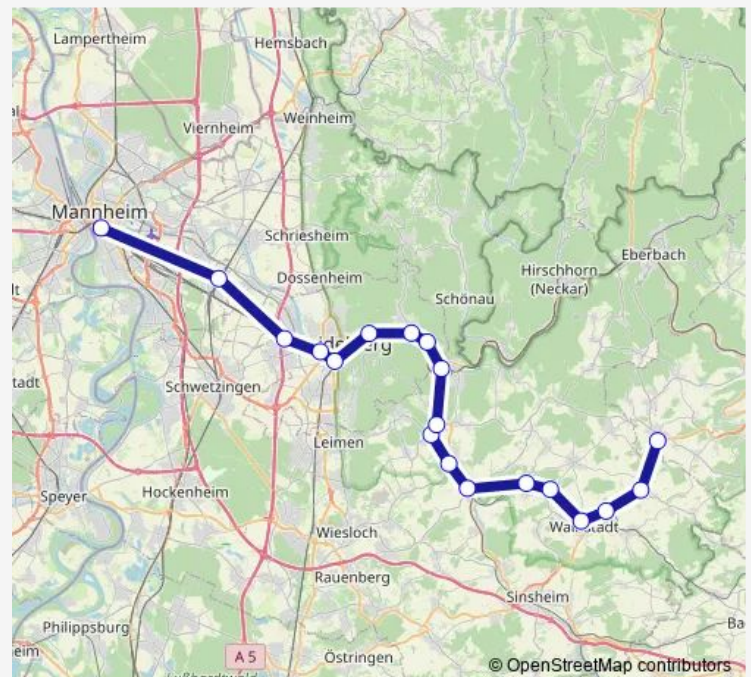 Lampertheim
Hemsbach
Weinheim
Viernheim
Mannheim
Schriesheim
Eberbach
Dossenheim
Hirschhorn
(Neckar)
Schönau
Schwetzingen
Leimen
Speyer
Hockenheim
Wiesloch
Rauenberg
Sinsheim
Philippsburg
A 5
Östringen
© OpenStreetMap contributors